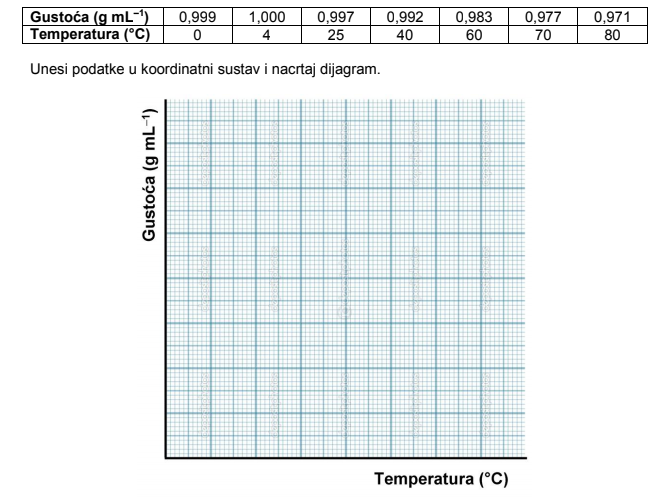 Gustoća (g mL⁻¹) 0,999 1,000 0,997 0,992 0,983 0,977 0,971
Temperatura (°C) 0 4 25 40 60 70 80
Unesi podatke u koordinatni sustav i nacrtaj dijagram.
Gustoća (g mL⁻¹)
Temperatura (°C)